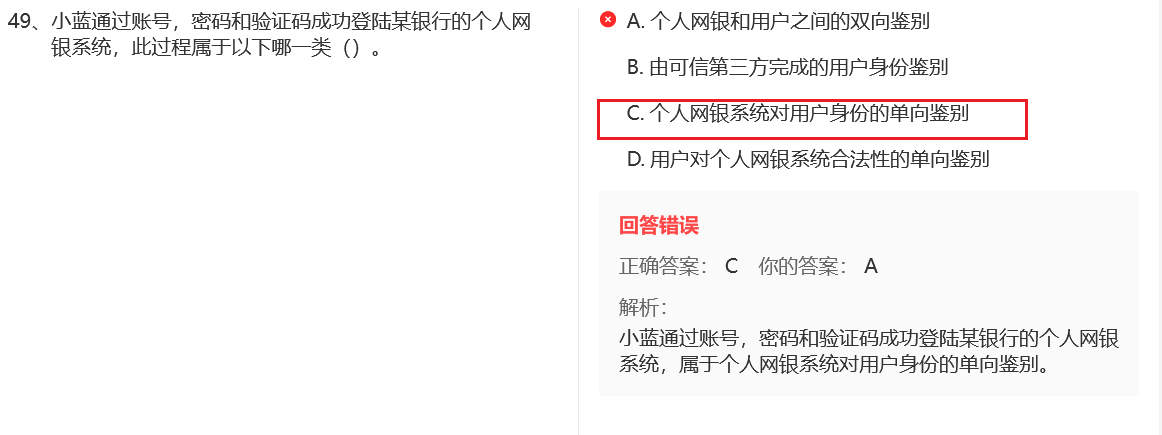 49、小蓝通过账号，密码和验证码成功登陆某银行的个人网
银系统，此过程属于以下哪一类（）。
A. 个人网银和用户之间的双向鉴别
B. 由可信第三方完成的用户身份鉴别
C. 个人网银系统对用户身份的单向鉴别
D. 用户对个人网银系统合法性的单向鉴别
回答错误
正确答案： C 你的答案： A
解析：
小蓝通过账号，密码和验证码成功登陆某银行的个人网银
系统，属于个人网银系统对用户身份的单向鉴别。